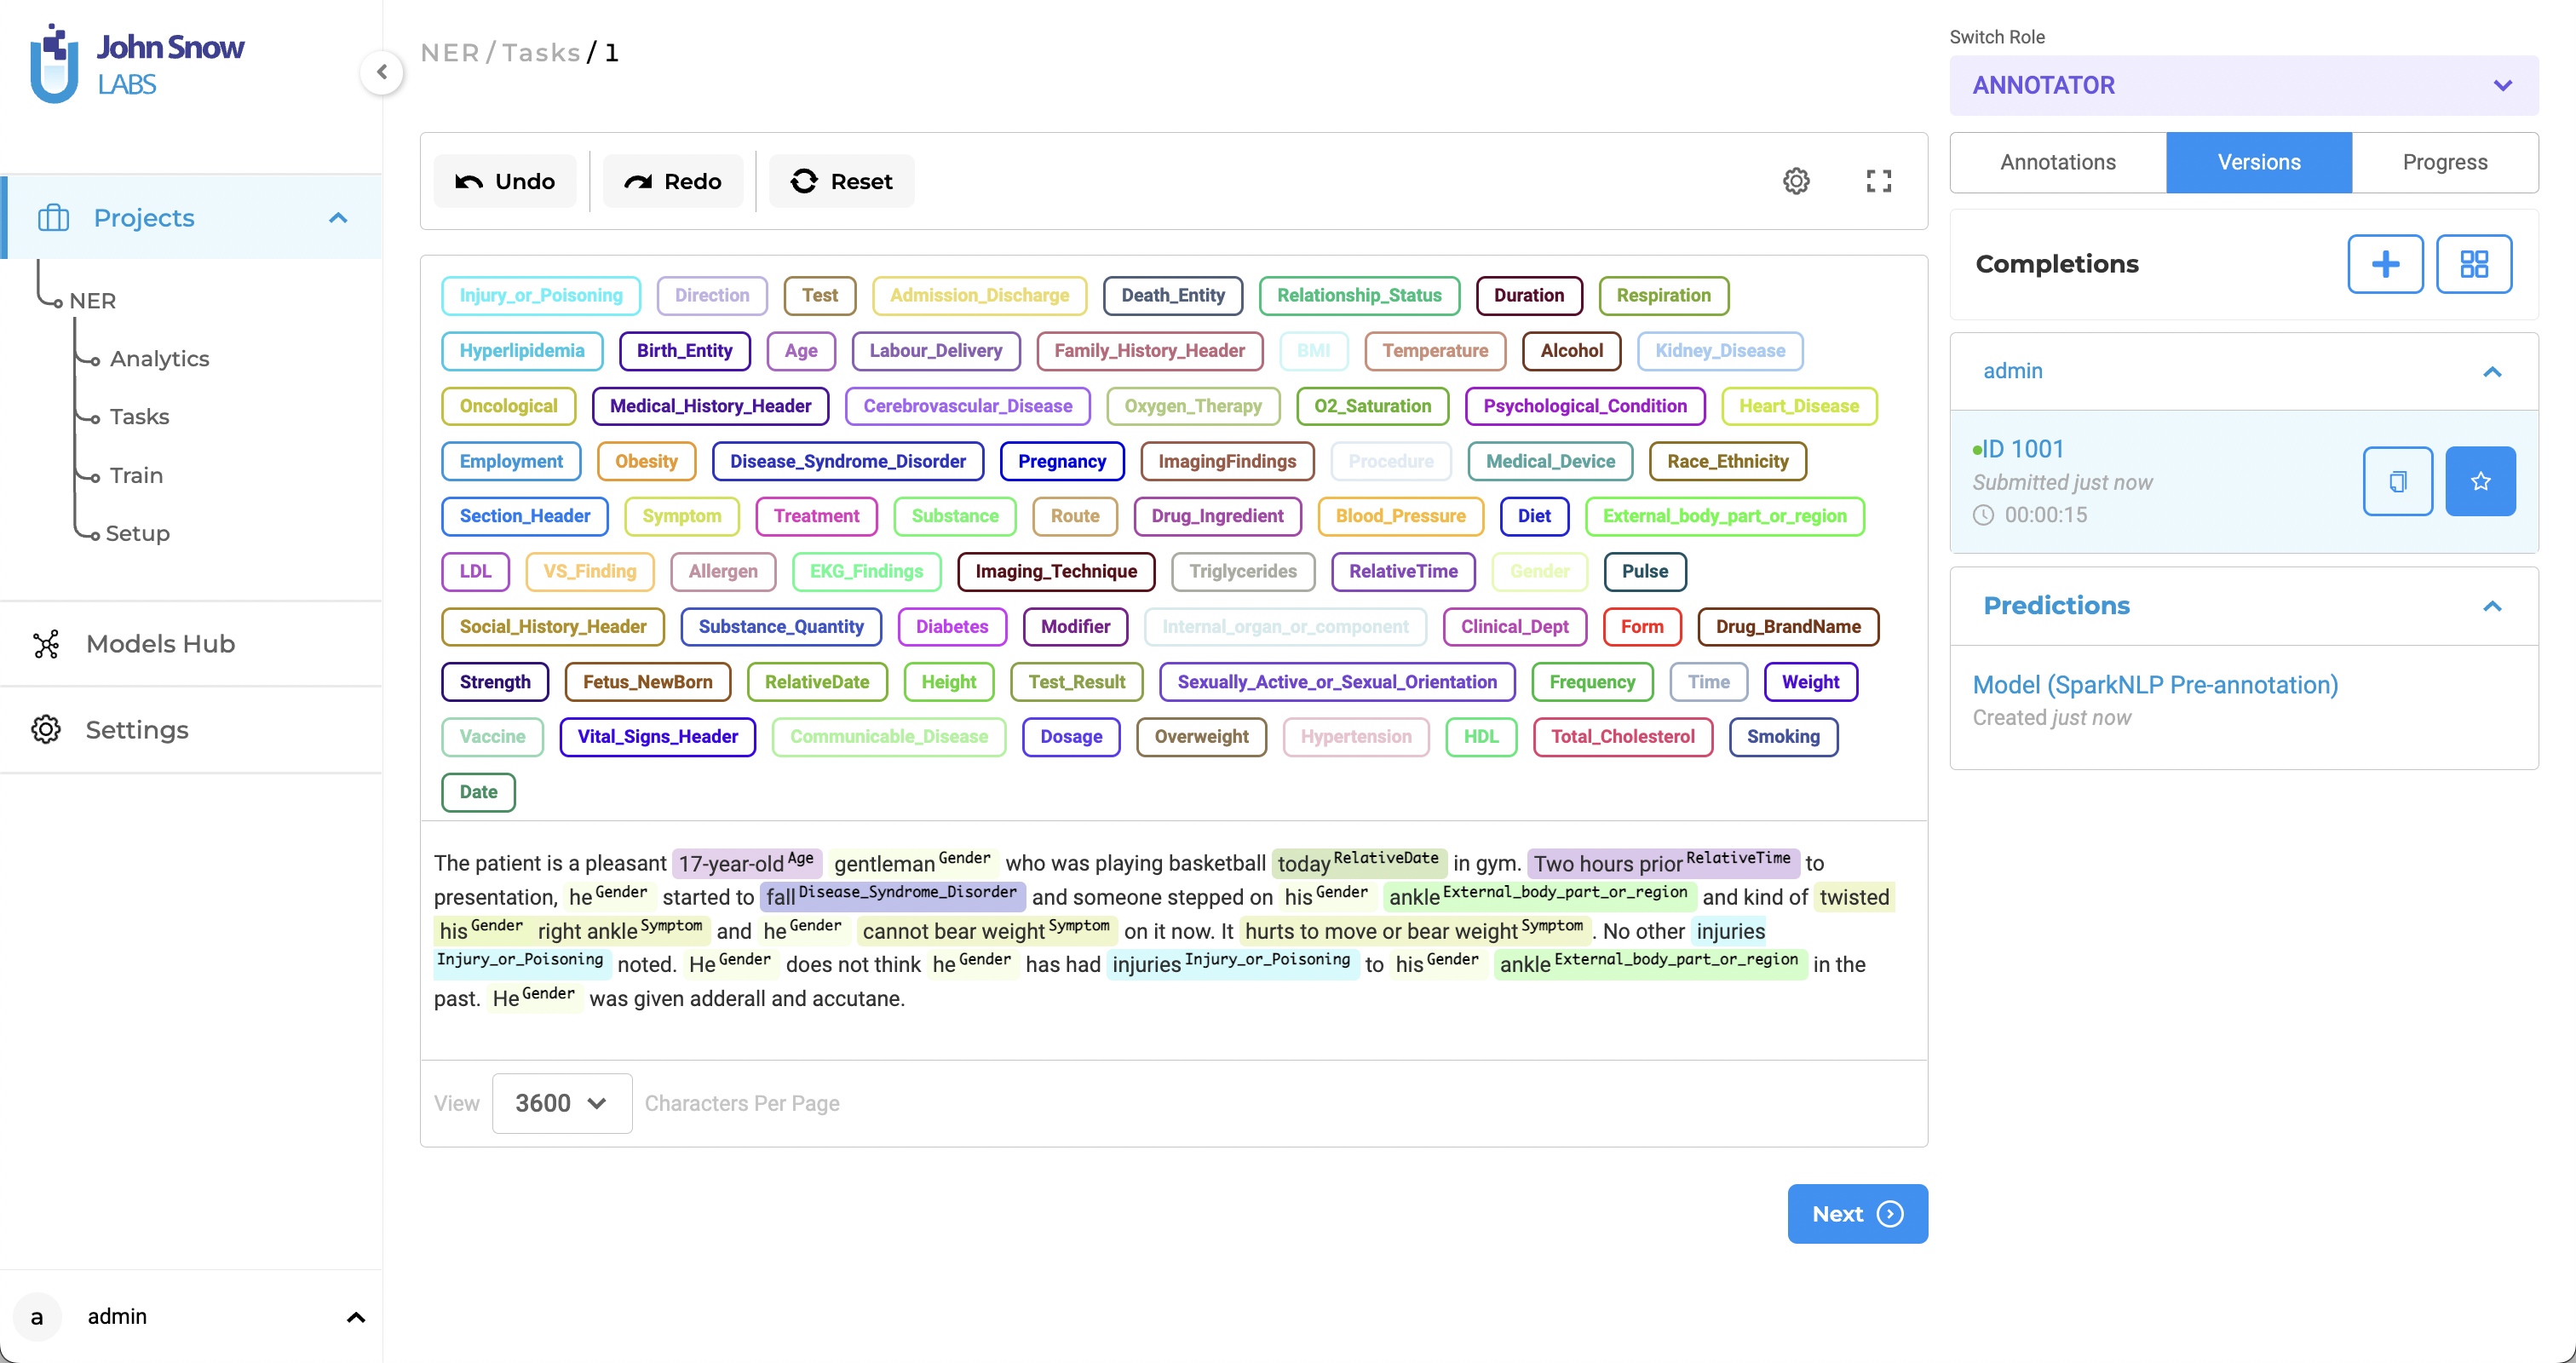 John Snow
LABS
Projects
NER
Analytics
Tasks
Train
Setup
Models Hub
Settings
a admin
NER / Tasks / 1
Undo Redo Reset
Injury_or_Poisoning Direction Test Admission_Discharge Death_Entity Relationship_Status Duration Respiration
Hyperlipidemia Birth_Entity Age Labour_Delivery Family_History_Header BMI Temperature Alcohol Kidney_Disease
Oncological Medical_History_Header Cerebrovascular_Disease Oxygen_Therapy O2_Saturation Psychological_Condition Heart_Disease
Employment Obesity Disease_Syndrome_Disorder Pregnancy ImagingFindings Procedure Medical_Device Race_Ethnicity
Section_Header Symptom Treatment Substance Route Drug_Ingredient Blood_Pressure Diet External_body_part_or_region
LDL VS_Finding Allergen EKG_Findings Imaging_Technique Triglycerides RelativeTime Gender Pulse
Social_History_Header Substance_Quantity Diabetes Modifier Internal_organ_or_component Clinical_Dept Form Drug_BrandName
Strength Fetus_NewBorn RelativeDate Height Test_Result Sexually_Active_or_Sexual_Orientation Frequency Time Weight
Vaccine Vital_Signs_Header Communicable_Disease Dosage Overweight Hypertension HDL Total_Cholesterol Smoking
Date
The patient is a pleasant 17-year-old Age gentleman Gender who was playing basketball today RelativeDate in gym. Two hours prior RelativeTime to
presentation, he Gender started to fall Disease_Syndrome_Disorder and someone stepped on his Gender ankle External_body_part_or_region and kind of twisted
his Gender right ankle Symptom and he Gender cannot bear weight Symptom on it now. It hurts to move or bear weight Symptom . No other injuries
Injury_or_Poisoning noted. He Gender does not think he Gender has had injuries Injury_or_Poisoning to his Gender ankle External_body_part_or_region in the
past. He Gender was given adderall and accutane.
View 3600 Characters Per Page
Next
Switch Role
ANNOTATOR
Annotations Versions Progress
Completions
admin
ID 1001
Submitted just now
00:00:15
Predictions
Model (SparkNLP Pre-annotation)
Created just now